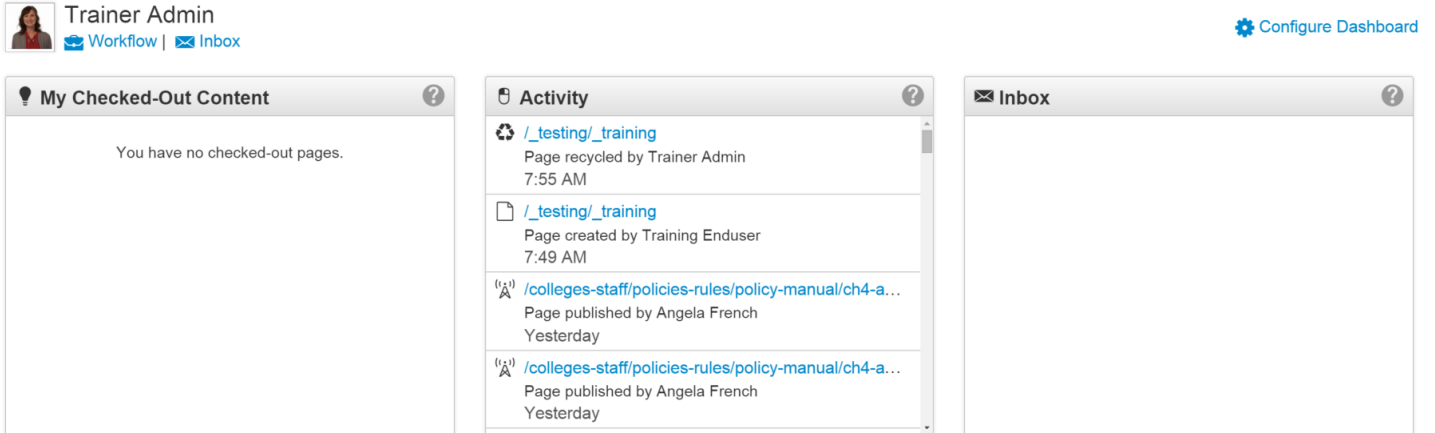 Trainer Admin
Workflow | Inbox
Configure Dashboard
My Checked-Out Content
You have no checked-out pages.
Activity
/_testing/_training
Page recycled by Trainer Admin
7:55 AM
/_testing/_training
Page created by Training Enduser
7:49 AM
/colleges-staff/policies-rules/policy-manual/ch4-a...
Page published by Angela French
Yesterday
/colleges-staff/policies-rules/policy-manual/ch4-a...
Page published by Angela French
Yesterday
Inbox